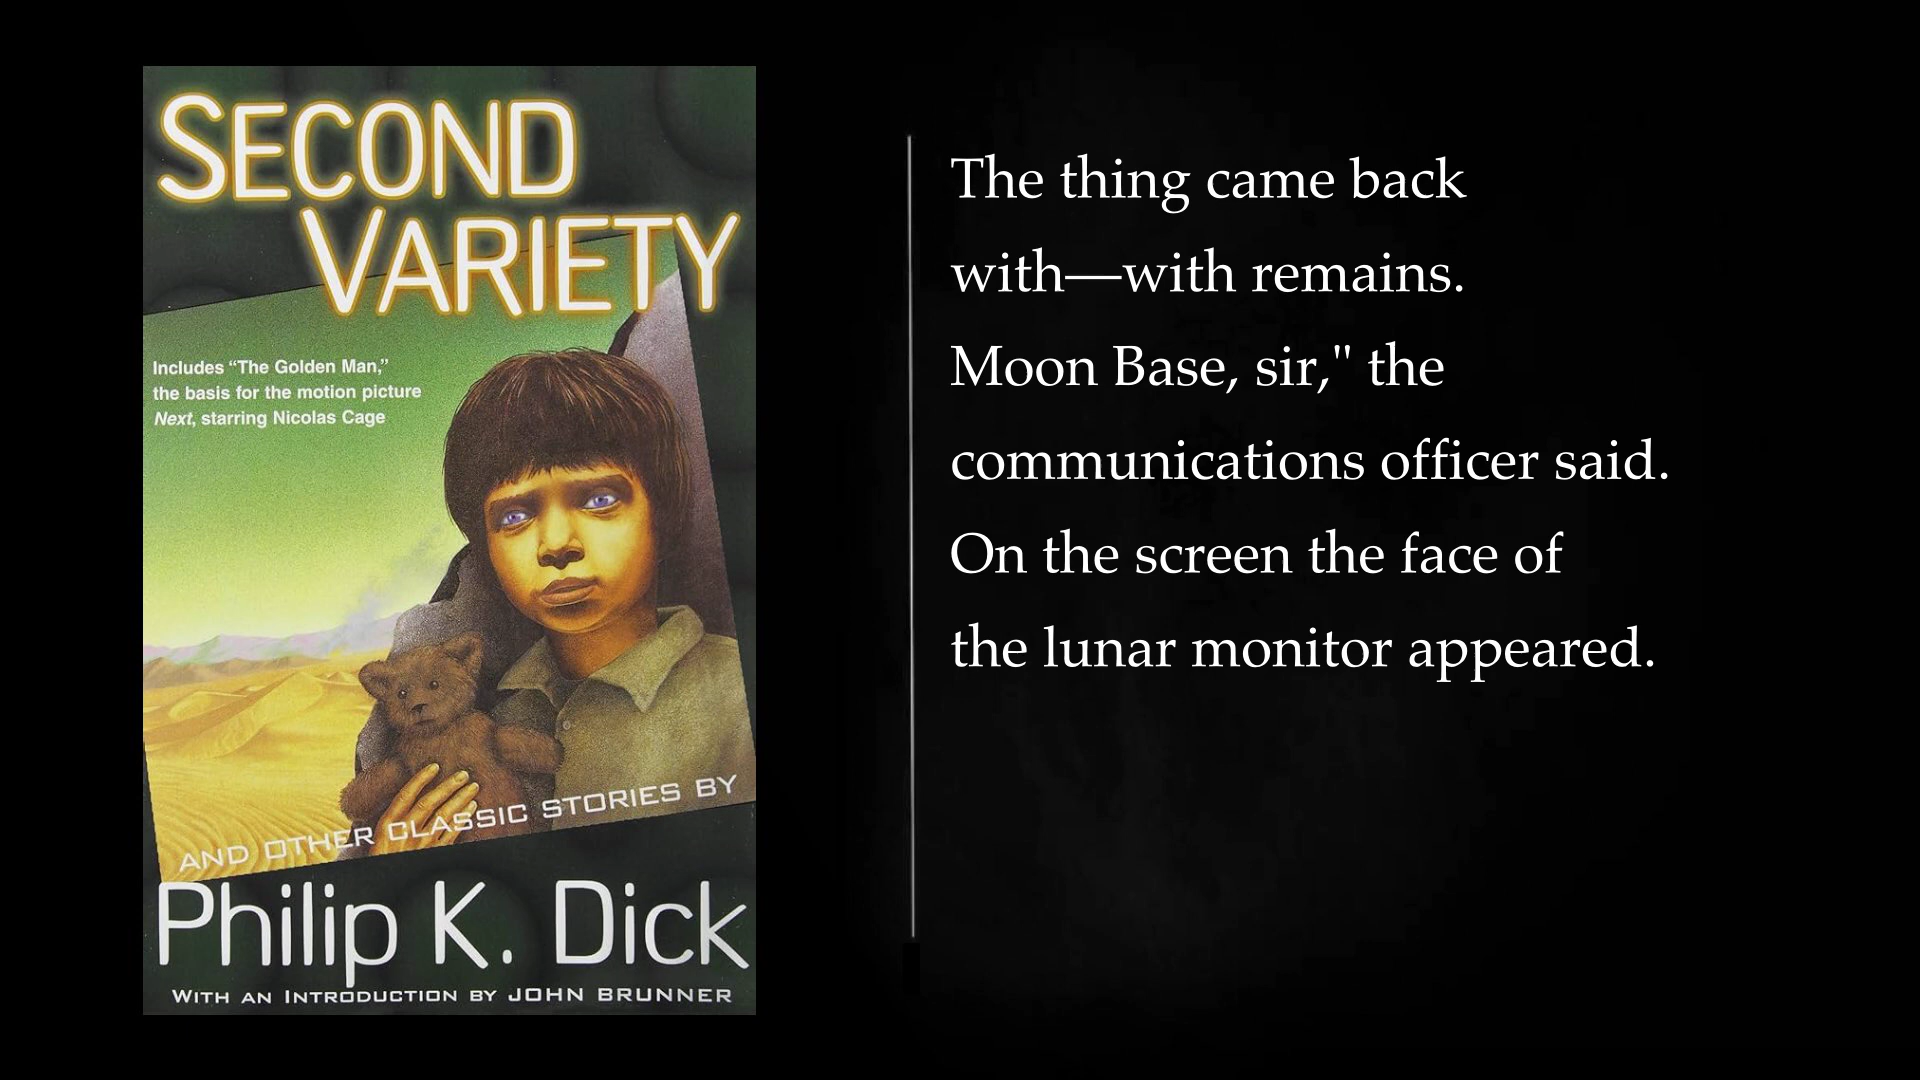 SECOND
VARIETY
Includes “The Golden Man,”
the basis for the motion picture
Next, starring Nicolas Cage
AND OTHER CLASSIC STORIES BY
Philip K. Dick
WITH AN INTRODUCTION BY JOHN BRUNNER
The thing came back
with—with remains.
Moon Base, sir," the
communications officer said.
On the screen the face of
the lunar monitor appeared.